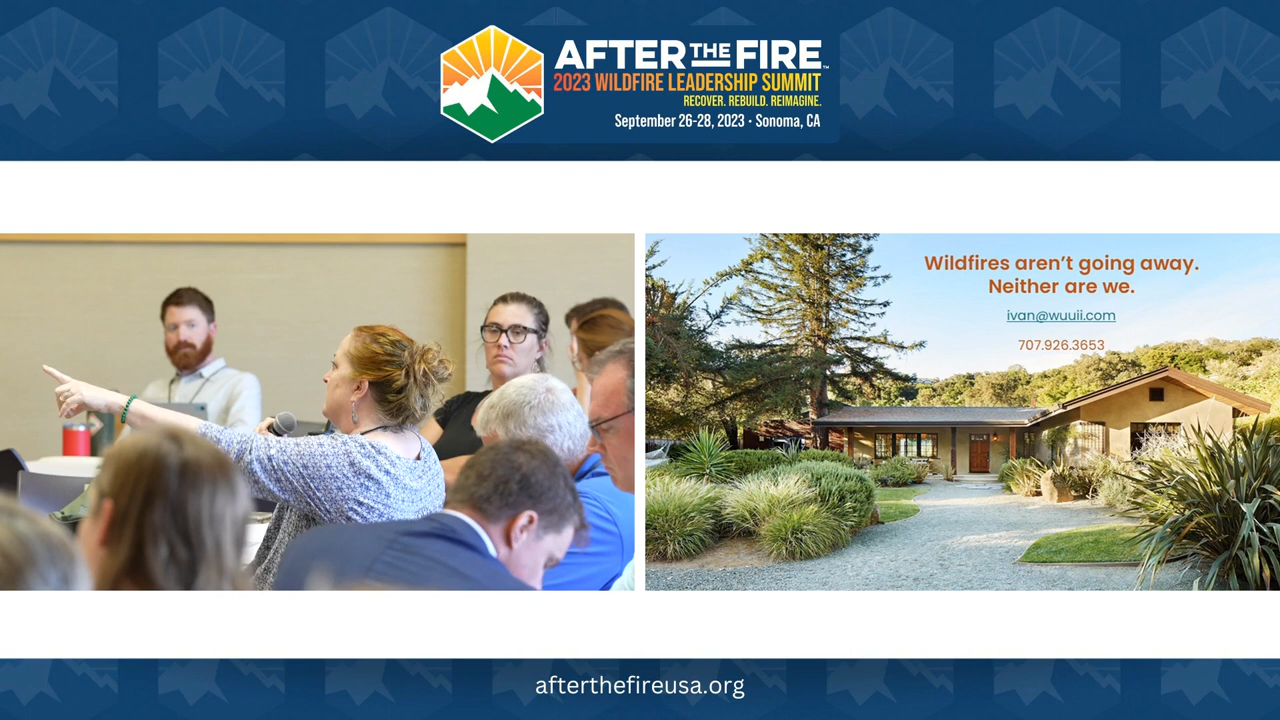 AFTER THE FIRE™
2023 WILDFIRE LEADERSHIP SUMMIT
RECOVER. REBUILD. REIMAGINE.
September 26-28, 2023 • Sonoma, CA
Wildfires aren't going away.
Neither are we.
ivan@wuuii.com
707.926.3653
afterthefireusa.org